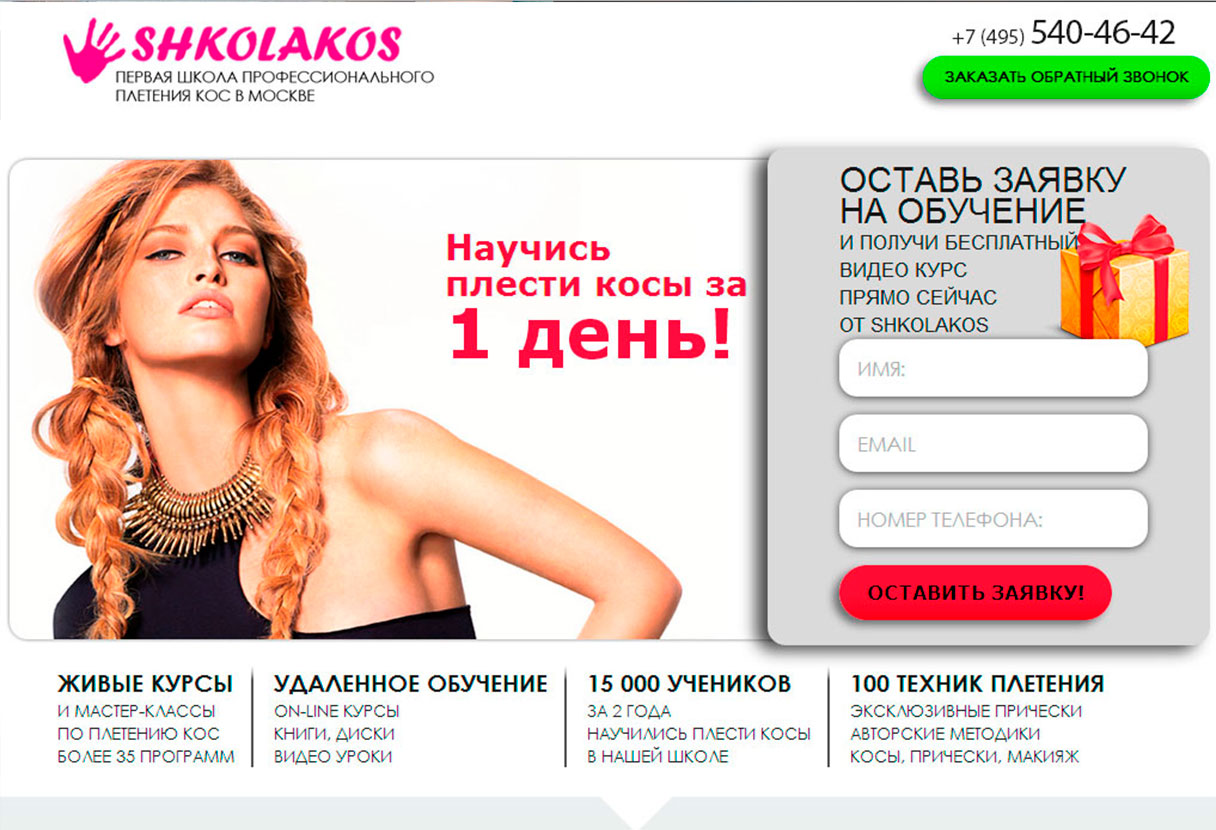 SHKOLAKOS
ПЕРВАЯ ШКОЛА ПРОФЕССИОНАЛЬНОГО
ПЛЕТЕНИЯ КОС В МОСКВЕ
+7 (495) 540-46-42
ЗАКАЗАТЬ ОБРАТНЫЙ ЗВОНОК
Научись
плести косы за
1 день!
ОСТАВЬ ЗАЯВКУ
НА ОБУЧЕНИЕ
И ПОЛУЧИ БЕСПЛАТНЫЙ
ВИДЕО КУРС
ПРЯМО СЕЙЧАС
ОТ SHKOLAKOS
ИМЯ:
EMAIL
НОМЕР ТЕЛЕФОНА:
ОСТАВИТЬ ЗАЯВКУ!
ЖИВЫЕ КУРСЫ
И МАСТЕР-КЛАССЫ
ПО ПЛЕТЕНИЮ КОС
БОЛЕЕ 35 ПРОГРАММ
УДАЛЕННОЕ ОБУЧЕНИЕ
ON-LINE КУРСЫ
КНИГИ, ДИСКИ
ВИДЕО УРОКИ
15 000 УЧЕНИКОВ
ЗА 2 ГОДА
НАУЧИЛИСЬ ПЛЕСТИ КОСЫ
В НАШЕЙ ШКОЛЕ
100 ТЕХНИК ПЛЕТЕНИЯ
ЭКСКЛЮЗИВНЫЕ ПРИЧЕСКИ
АВТОРСКИЕ МЕТОДИКИ
КОСЫ, ПРИЧЕСКИ, МАКИЯЖ